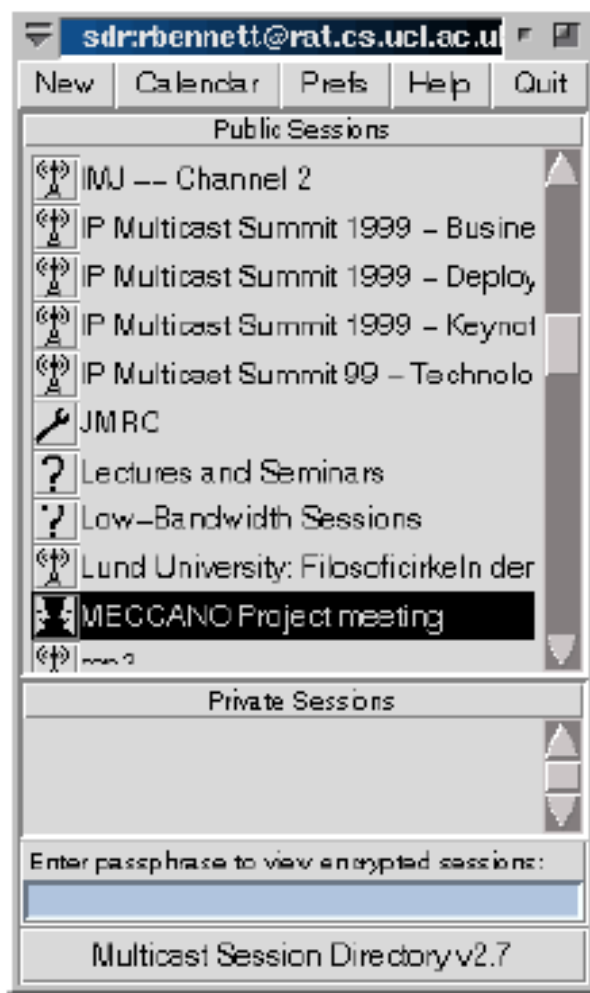 sdr:rbennett@rat.cs.ucl.ac.u
New Calendar Prefs Help Quit
Public Sessions
IMJ -- Channel 2
IP Multicast Summit 1999 - Busine
IP Multicast Summit 1999 - Deploy
IP Multicast Summit 1999 - Keynot
IP Multicast Summit 99 - Technolo
JMRC
? Lectures and Seminars
? Low-Bandwidth Sessions
Lund University: Filosoficirkeln der
MECCANO Project meeting
Private Sessions
Enter passphrase to view encrypted sessions:
Multicast Session Directory v2.7